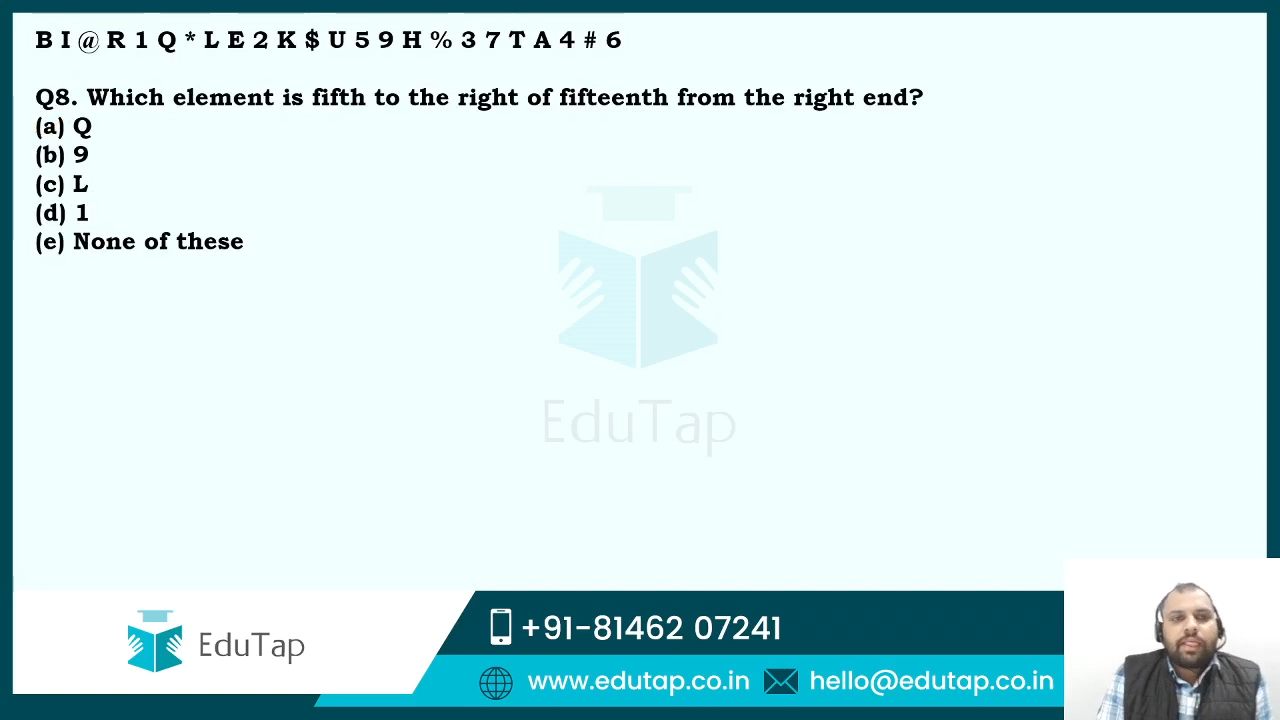 B I @ R 1 Q * L E 2 K $ U 5 9 H % 3 7 T A 4 # 6
Q8. Which element is fifth to the right of fifteenth from the right end?
(a) Q
(b) 9
(c) L
(d) 1
(e) None of these
EduTap
EduTap
+91-81462 07241
www.edutap.co.in
hello@edutap.co.in